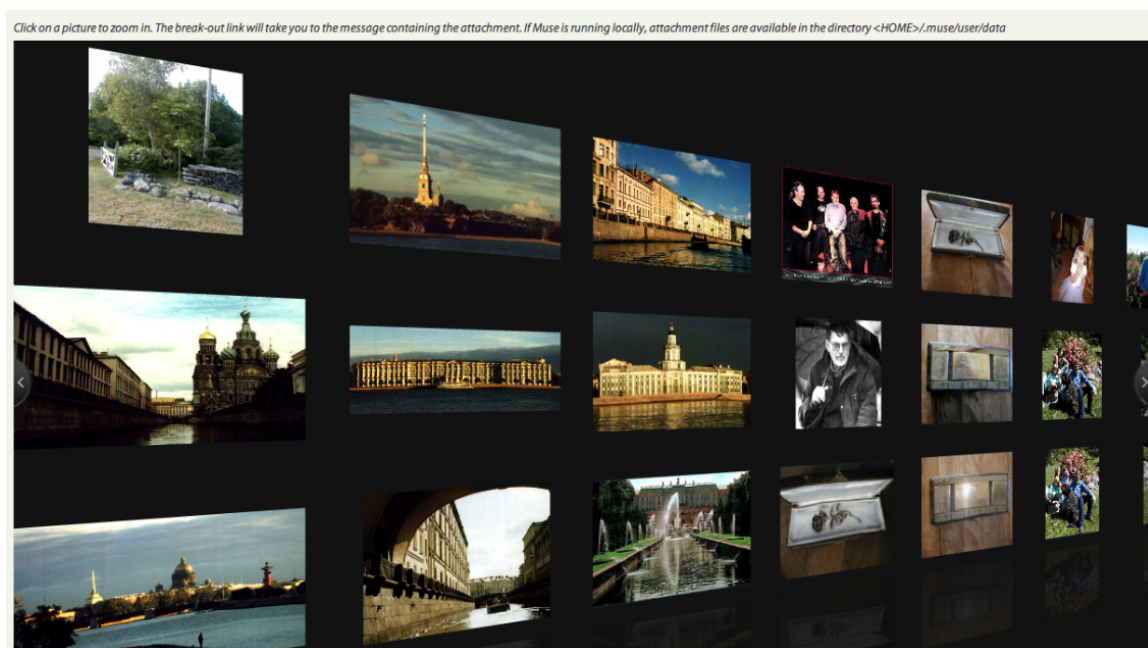 Click on a picture to zoom in. The break-out link will take you to the message containing the attachment. If Muse is running locally, attachment files are available in the directory <HOME>/.muse/user/data